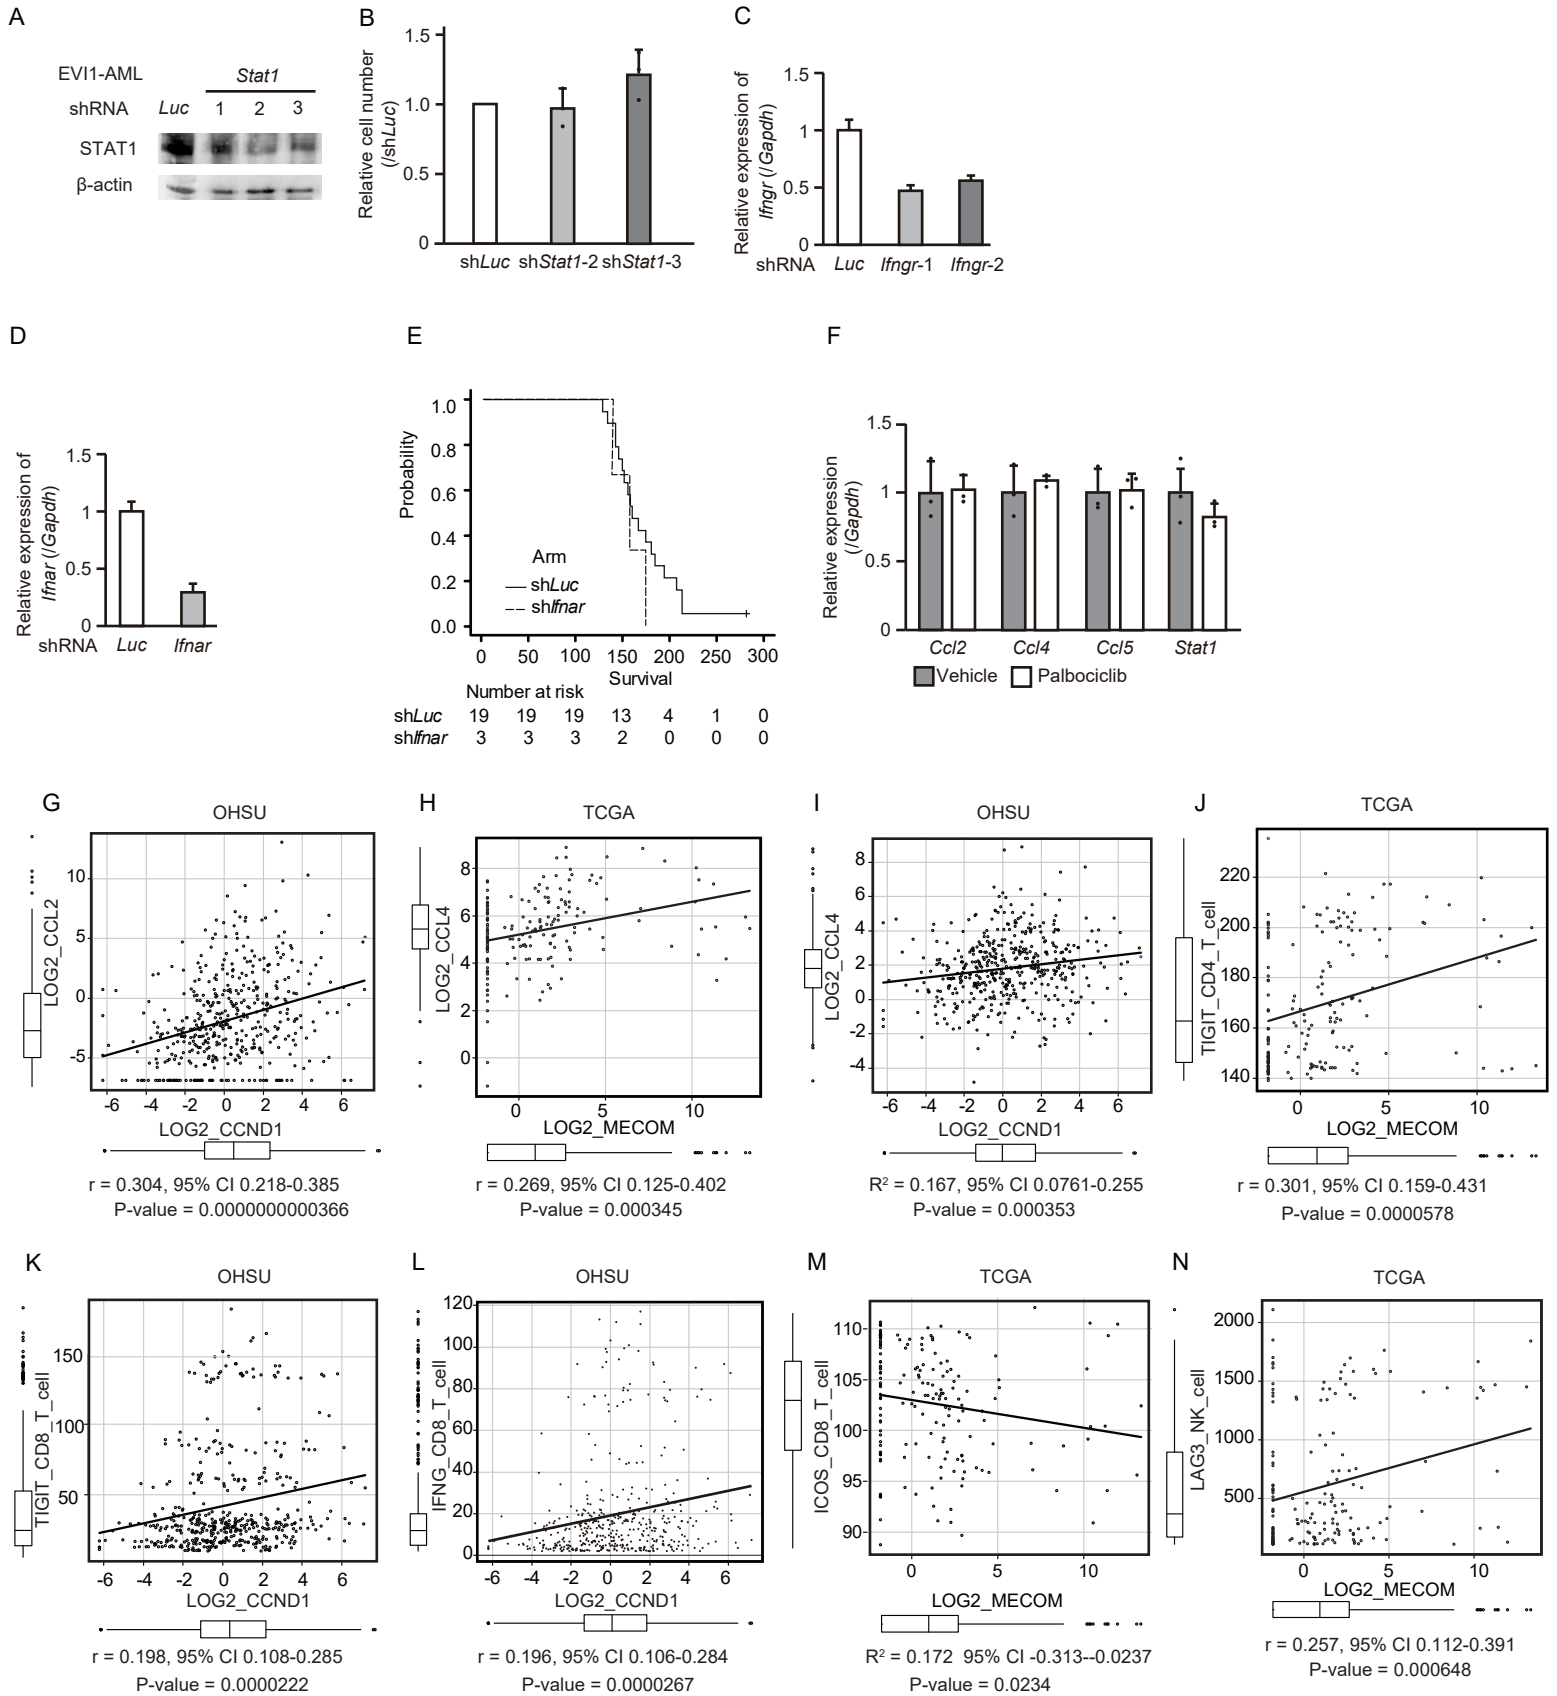 A
EVI1-AML
Stat1
shRNA Luc 1 2 3
STAT1
β-actin
B
Relative cell number
(/shLuc)
1.5
1.0
0.5
0
shLuc shStat1-2 shStat1-3
C
Relative expression of
Ifngr (/Gapdh)
1.5
1
0.5
0
shRNA Luc Ifngr-1 Ifngr-2
D
Relative expression of
Ifnar (/Gapdh)
1.5
1
0.5
0
shRNA Luc Ifnar
E
Probability
1.0
0.8
0.6
0.4
0.2
0.0
Arm
shLuc
shIfnar
0 50 100 150 200 250 300
Survival
Number at risk
shLuc 19 19 19 13 4 1 0
shIfnar 3 3 3 2 0 0 0
F
Relative expression
(/Gapdh)
1.5
1
0.5
0
Ccl2 Ccl4 Ccl5 Stat1
Vehicle Palbociclib
G
OHSU
LOG2_CCL2
10
5
0
−5
-6 -4 -2 0 2 4 6
LOG2_CCND1
r = 0.304, 95% CI 0.218-0.385
P-value = 0.0000000000366
H
TCGA
LOG2_CCL4
8
6
4
2
0
0 5 10
LOG2_MECOM
r = 0.269, 95% CI 0.125-0.402
P-value = 0.000345
I
OHSU
LOG2_CCL4
8
6
4
2
0
-2
-4
-6 -4 -2 0 2 4 6
LOG2_CCND1
R² = 0.167, 95% CI 0.0761-0.255
P-value = 0.000353
J
TCGA
TIGIT_CD4_T_cell
220
200
180
160
140
0 5 10
LOG2_MECOM
r = 0.301, 95% CI 0.159-0.431
P-value = 0.0000578
K
OHSU
TIGIT_CD8_T_cell
150
100
50
-6 -4 -2 0 2 4 6
LOG2_CCND1
r = 0.198, 95% CI 0.108-0.285
P-value = 0.0000222
L
OHSU
IFNG_CD8_T_cell
120
100
80
60
40
20
0
-6 -4 -2 0 2 4 6
LOG2_CCND1
r = 0.196, 95% CI 0.106-0.284
P-value = 0.0000267
M
TCGA
ICOS_CD8_T_cell
110
105
100
95
90
0 5 10
LOG2_MECOM
R² = 0.172 95% CI -0.313--0.0237
P-value = 0.0234
N
TCGA
LAG3_NK_cell
2000
1500
1000
500
0 5 10
LOG2_MECOM
r = 0.257, 95% CI 0.112-0.391
P-value = 0.000648